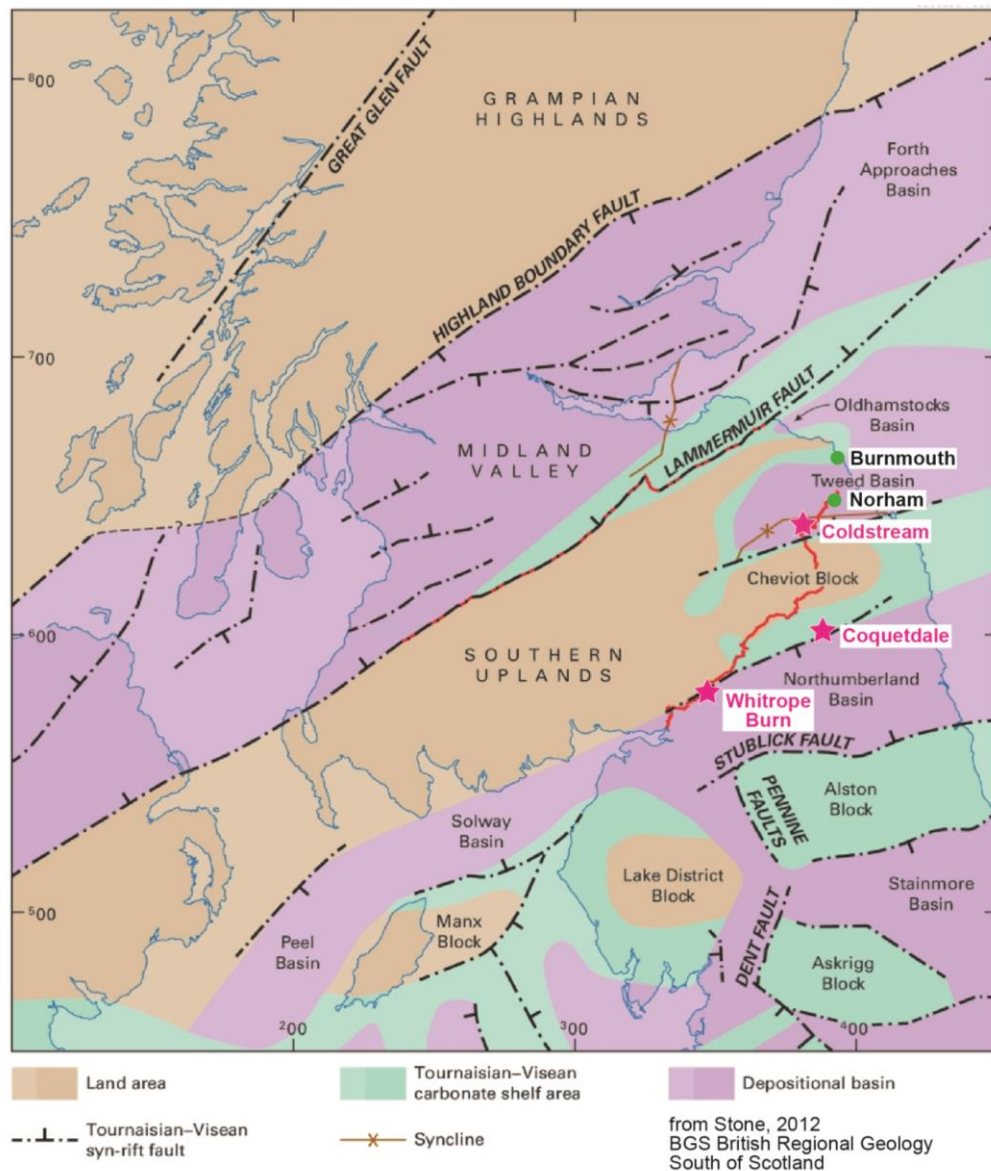 800
GRAMPIAN
HIGHLANDS
GREAT GLEN FAULT
Forth
Approaches
Basin
HIGHLAND BOUNDARY FAULT
700
MIDLAND
VALLEY
LAMMERMUIR FAULT
Oldhamstocks
Basin
Burnmouth
Tweed Basin
Norham
Coldstream
Cheviot Block
?
600
SOUTHERN
UPLANDS
Coquetdale
Northumberland
Basin
Whitrope
Burn
STUBLICK FAULT
PENNINE
FAULTS
Alston
Block
Solway
Basin
Lake District
Block
Stainmore
Basin
500
Manx
Block
Peel
Basin
DENT FAULT
Askrigg
Block
200
300
400
Land area
Tournaisian–Visean
carbonate shelf area
Depositional basin
Tournaisian–Visean
syn-rift fault
Syncline
from Stone, 2012
BGS British Regional Geology
South of Scotland